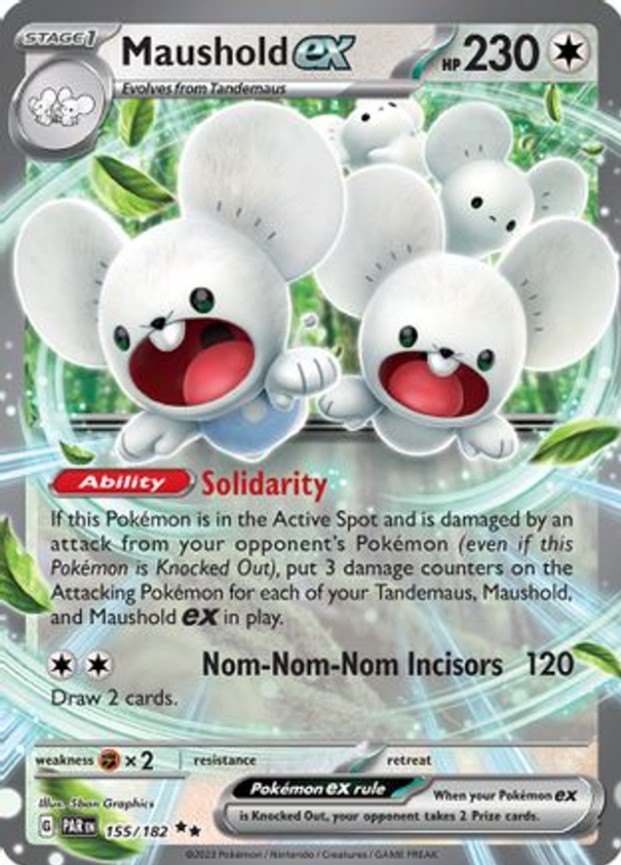 STAGE 1
Maushold ex
HP 230
Evolves from Tandemaus
Ability Solidarity
If this Pokémon is in the Active Spot and is damaged by an
attack from your opponent's Pokémon (even if this
Pokémon is Knocked Out), put 3 damage counters on the
Attacking Pokémon for each of your Tandemaus, Maushold,
and Maushold ex in play.
Nom-Nom-Nom Incisors 120
Draw 2 cards.
weakness ×2 resistance retreat
Pokémon ex rule When your Pokémon ex
is Knocked Out, your opponent takes 2 Prize cards.
Illus. 5ban Graphics
G PAR EN 155/182
©2023 Pokémon / Nintendo / Creatures / GAME FREAK